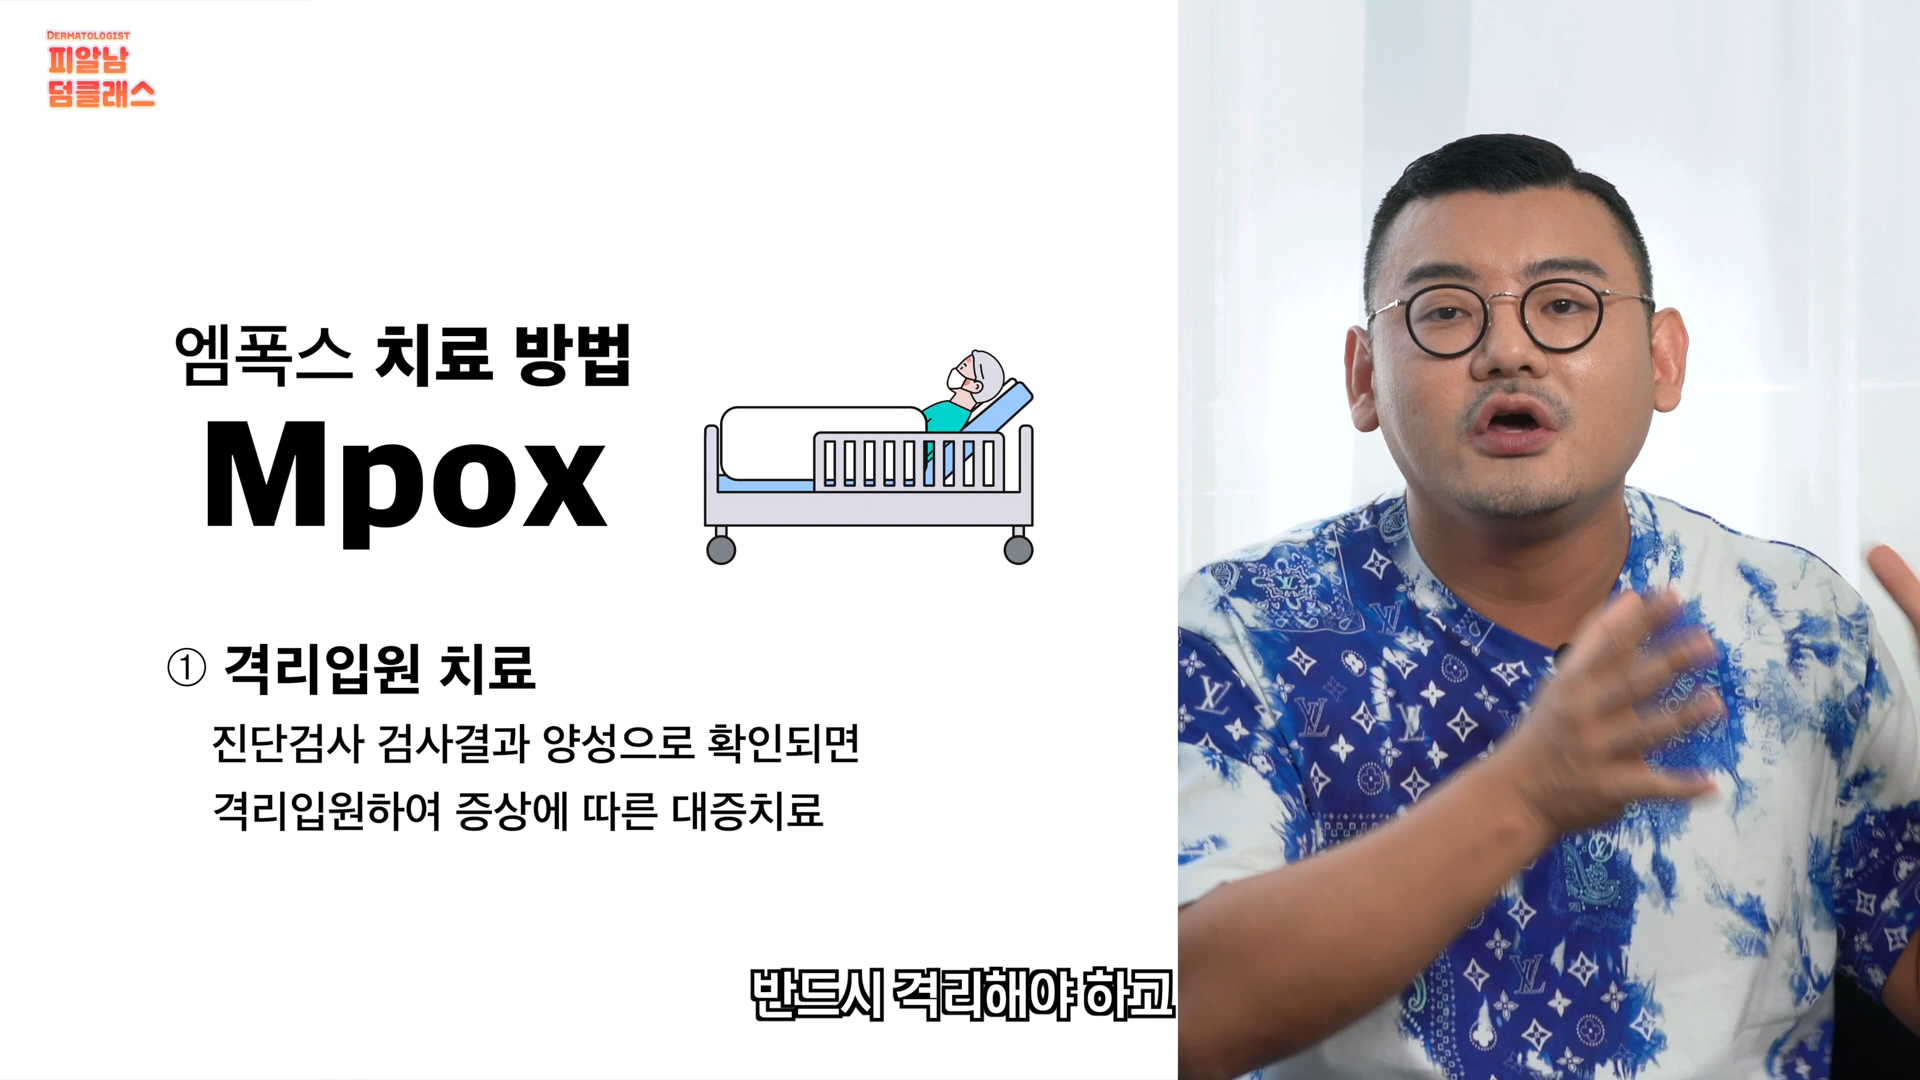 DERMATOLOGIST
피알남
덤클래스
엠폭스 치료 방법
Mpox
① 격리입원 치료
진단검사 검사결과 양성으로 확인되면
격리입원하여 증상에 따른 대증치료
반드시 격리해야 하고